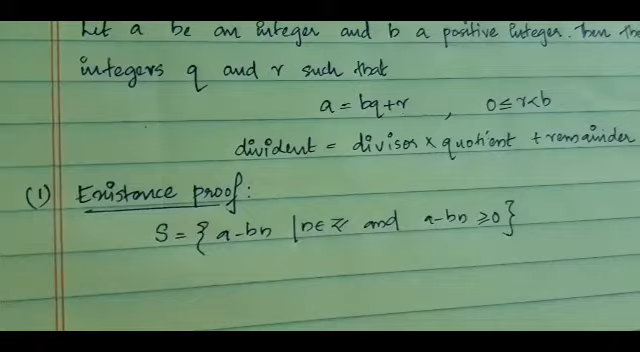 Let a be an integer and b a positive integer. Then the
integers q and r such that
a = bq+r , 0≤r<b
divident = divisor × quotient + remainder
(1) Existance proof:
S = { a-bn | n∈ℤ and a-bn ≥0 }